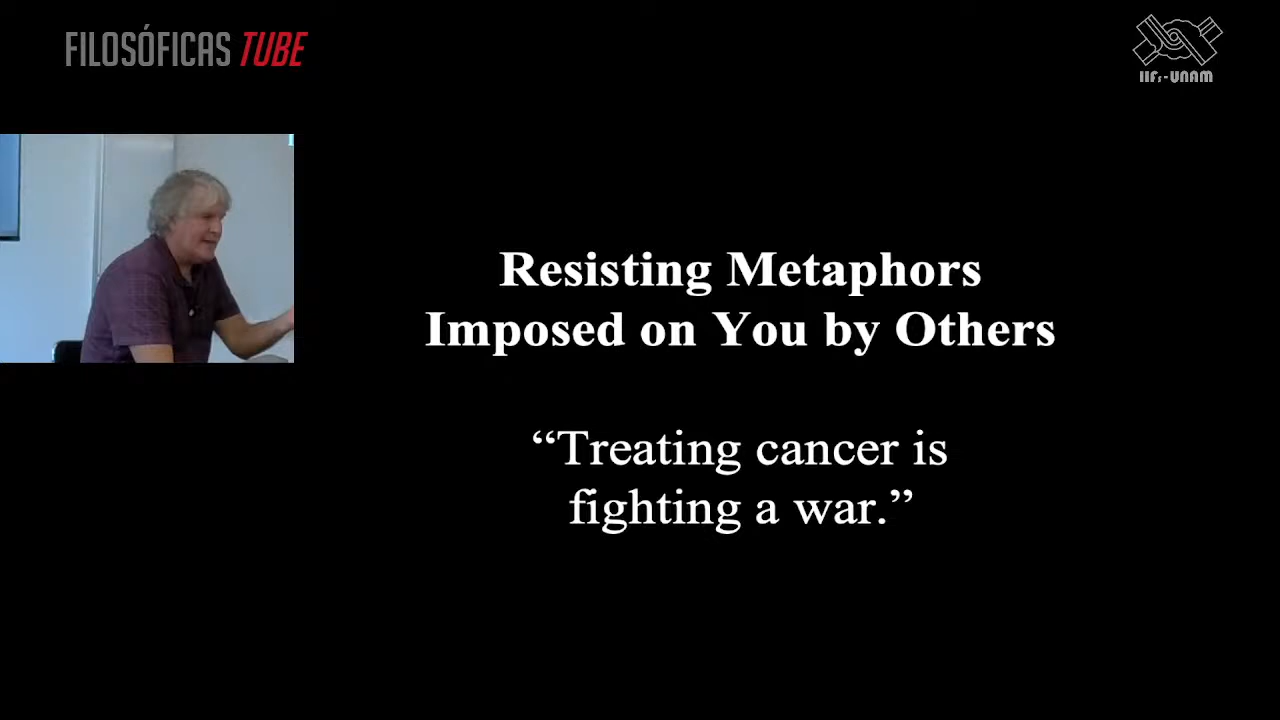 FILOSÓFICAS TUBE
IIFs-UNAM
Resisting Metaphors
Imposed on You by Others
“Treating cancer is
fighting a war.”